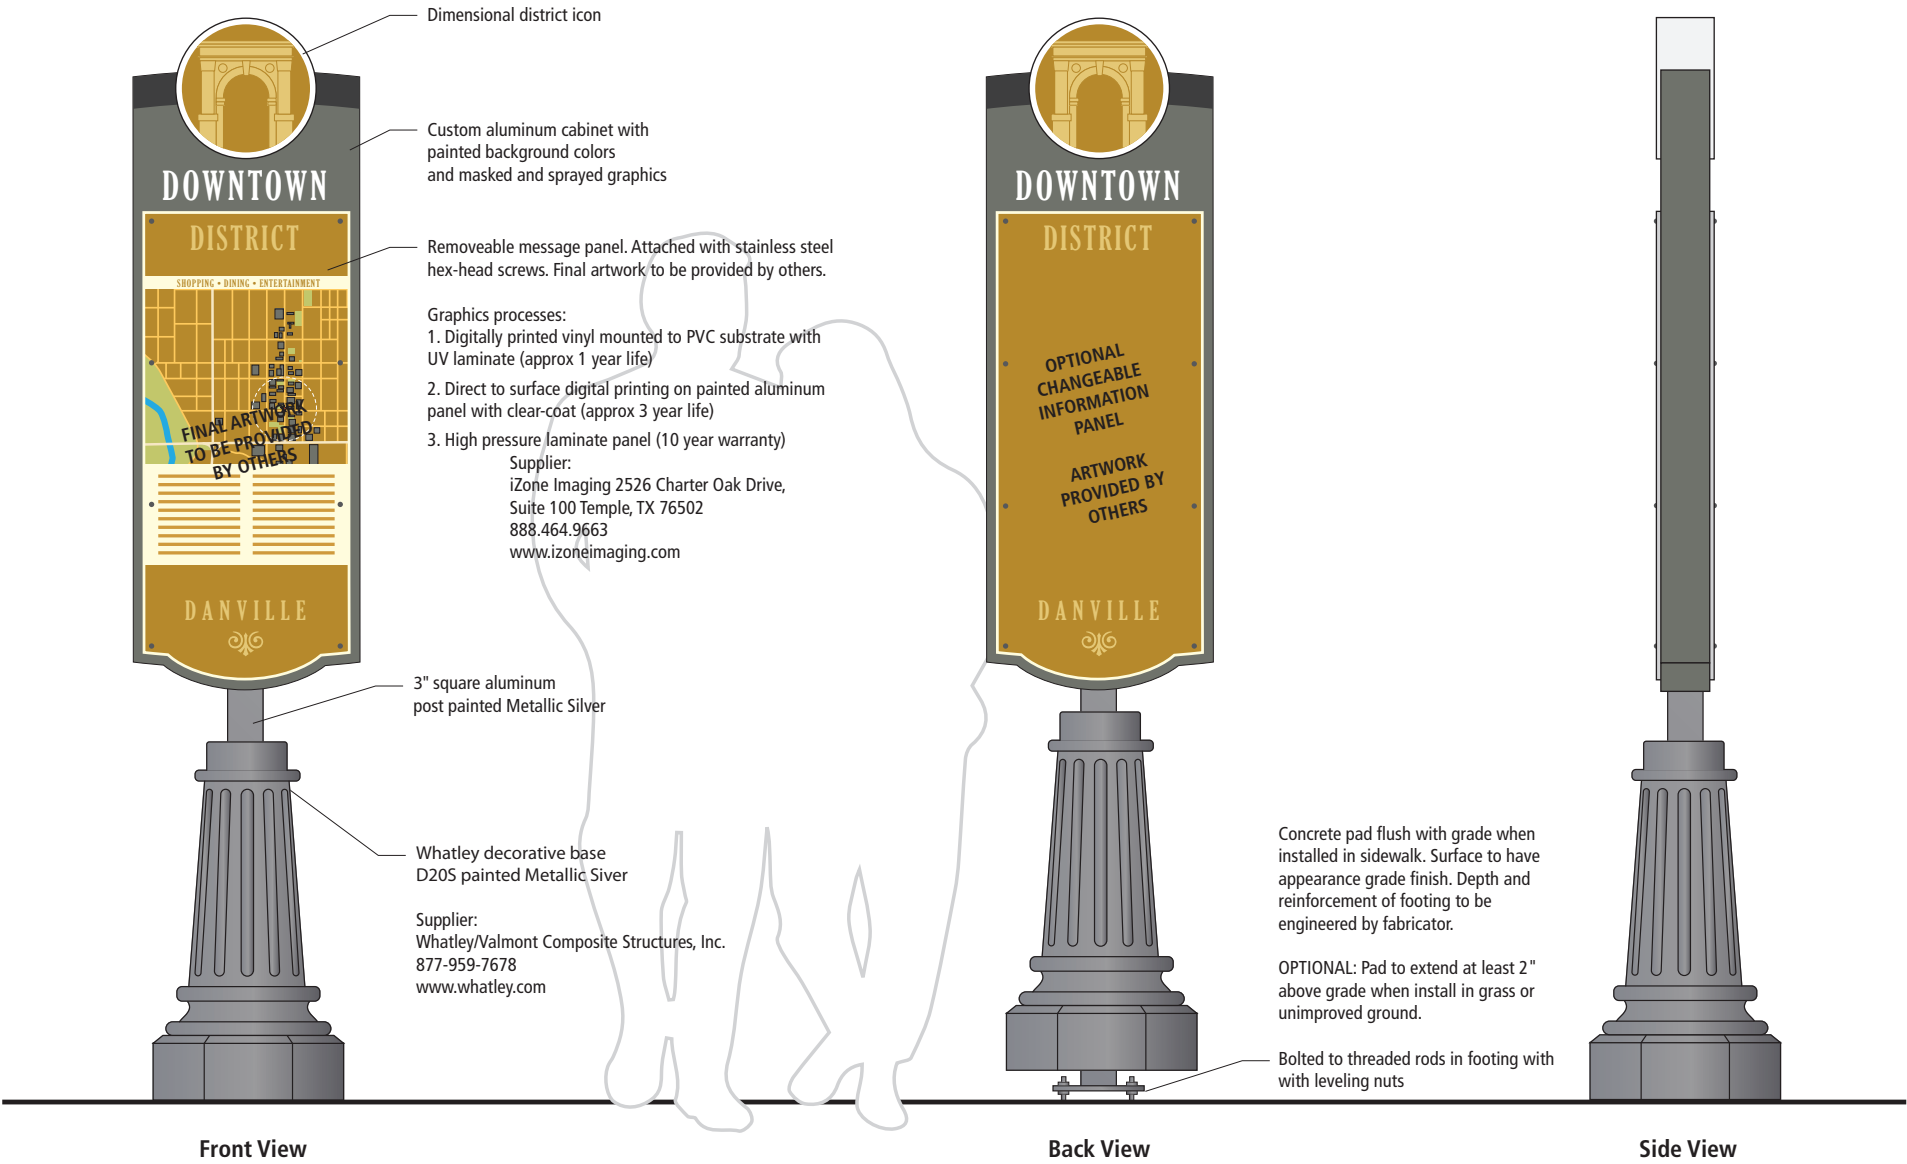 Dimensional district icon
Custom aluminum cabinet with
painted background colors
and masked and sprayed graphics
DOWNTOWN
DISTRICT
SHOPPING • DINING • ENTERTAINMENT
FINAL ARTWORK
TO BE PROVIDED
BY OTHERS
DANVILLE
Removeable message panel. Attached with stainless steel
hex-head screws. Final artwork to be provided by others.
Graphics processes:
1. Digitally printed vinyl mounted to PVC substrate with
UV laminate (approx 1 year life)
2. Direct to surface digital printing on painted aluminum
panel with clear-coat (approx 3 year life)
3. High pressure laminate panel (10 year warranty)
Supplier:
iZone Imaging 2526 Charter Oak Drive,
Suite 100 Temple, TX 76502
888.464.9663
www.izoneimaging.com
3" square aluminum
post painted Metallic Silver
Whatley decorative base
D20S painted Metallic Siver
Supplier:
Whatley/Valmont Composite Structures, Inc.
877-959-7678
www.whatley.com
Front View
DOWNTOWN
DISTRICT
OPTIONAL
CHANGEABLE
INFORMATION
PANEL
ARTWORK
PROVIDED BY
OTHERS
DANVILLE
Concrete pad flush with grade when
installed in sidewalk. Surface to have
appearance grade finish. Depth and
reinforcement of footing to be
engineered by fabricator.
OPTIONAL: Pad to extend at least 2"
above grade when install in grass or
unimproved ground.
Bolted to threaded rods in footing with
with leveling nuts
Back View
Side View